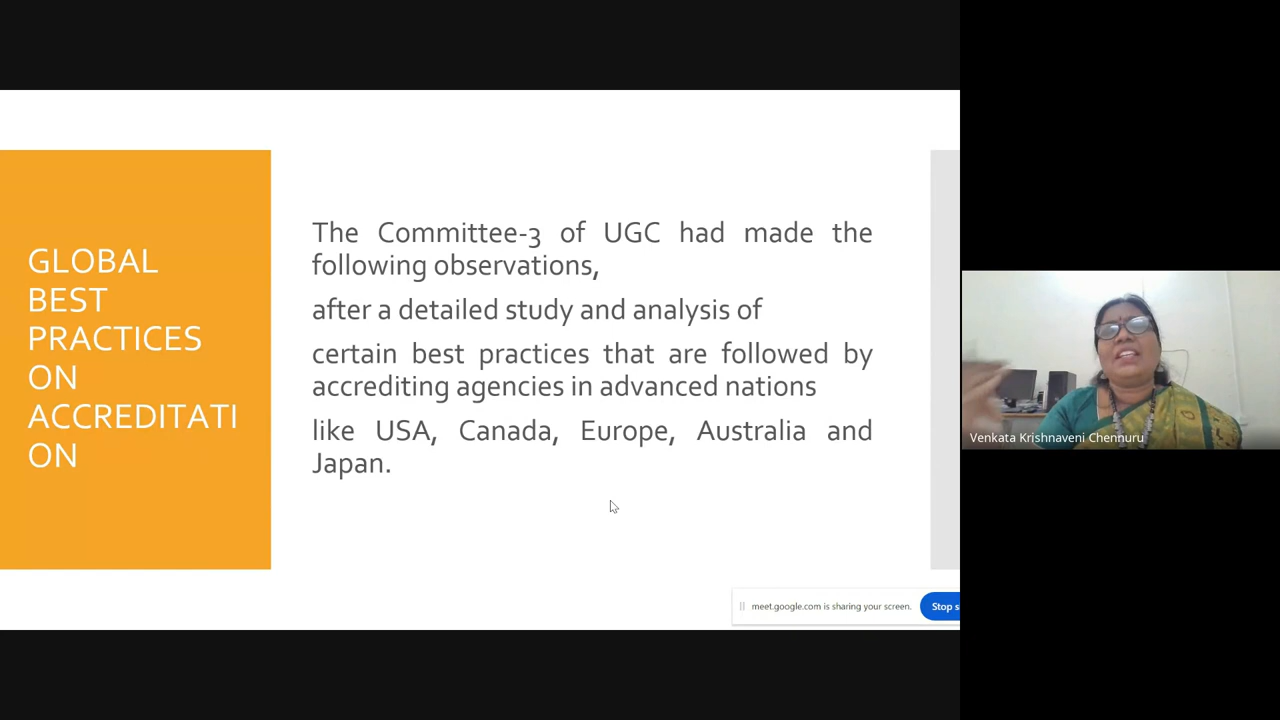 GLOBAL
BEST
PRACTICES
ON
ACCREDITATI
ON
The Committee-3 of UGC had made the
following observations,
after a detailed study and analysis of
certain best practices that are followed by
accrediting agencies in advanced nations
like USA, Canada, Europe, Australia and
Japan.
meet.google.com is sharing your screen.
Stop s
Venkata Krishnaveni Chennuru